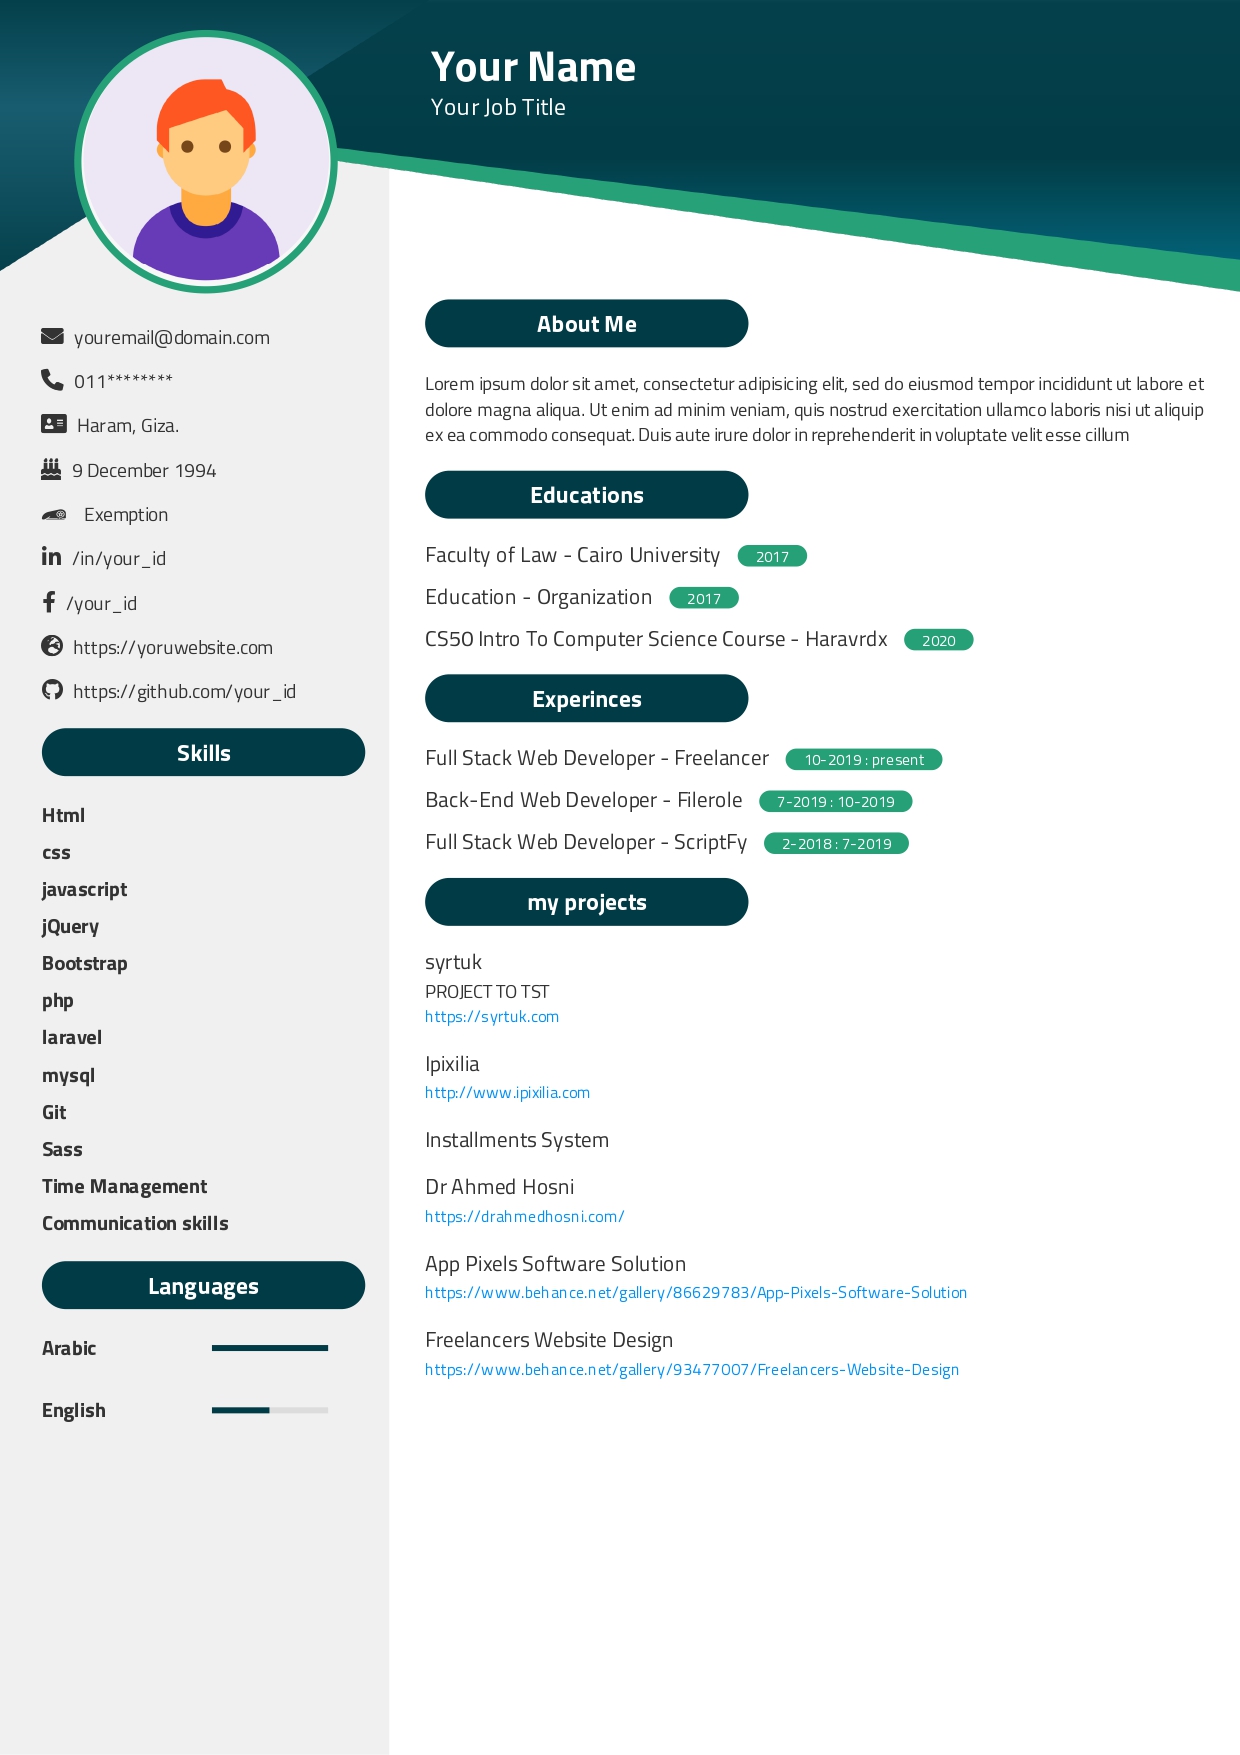 Your Name
Your Job Title
youremail@domain.com
011********
Haram, Giza.
9 December 1994
Exemption
/in/your_id
/your_id
https://yoruwebsite.com
https://github.com/your_id
Skills
Html
css
javascript
jQuery
Bootstrap
php
laravel
mysql
Git
Sass
Time Management
Communication skills
Languages
Arabic
English
About Me
Lorem ipsum dolor sit amet, consectetur adipisicing elit, sed do eiusmod tempor incididunt ut labore et
dolore magna aliqua. Ut enim ad minim veniam, quis nostrud exercitation ullamco laboris nisi ut aliquip
ex ea commodo consequat. Duis aute irure dolor in reprehenderit in voluptate velit esse cillum
Educations
Faculty of Law - Cairo University 2017
Education - Organization 2017
CS50 Intro To Computer Science Course - Haravrdx 2020
Experinces
Full Stack Web Developer - Freelancer 10-2019 : present
Back-End Web Developer - Filerole 7-2019 : 10-2019
Full Stack Web Developer - ScriptFy 2-2018 : 7-2019
my projects
syrtuk
PROJECT TO TST
https://syrtuk.com
Ipixilia
http://www.ipixilia.com
Installments System
Dr Ahmed Hosni
https://drahmedhosni.com/
App Pixels Software Solution
https://www.behance.net/gallery/86629783/App-Pixels-Software-Solution
Freelancers Website Design
https://www.behance.net/gallery/93477007/Freelancers-Website-Design